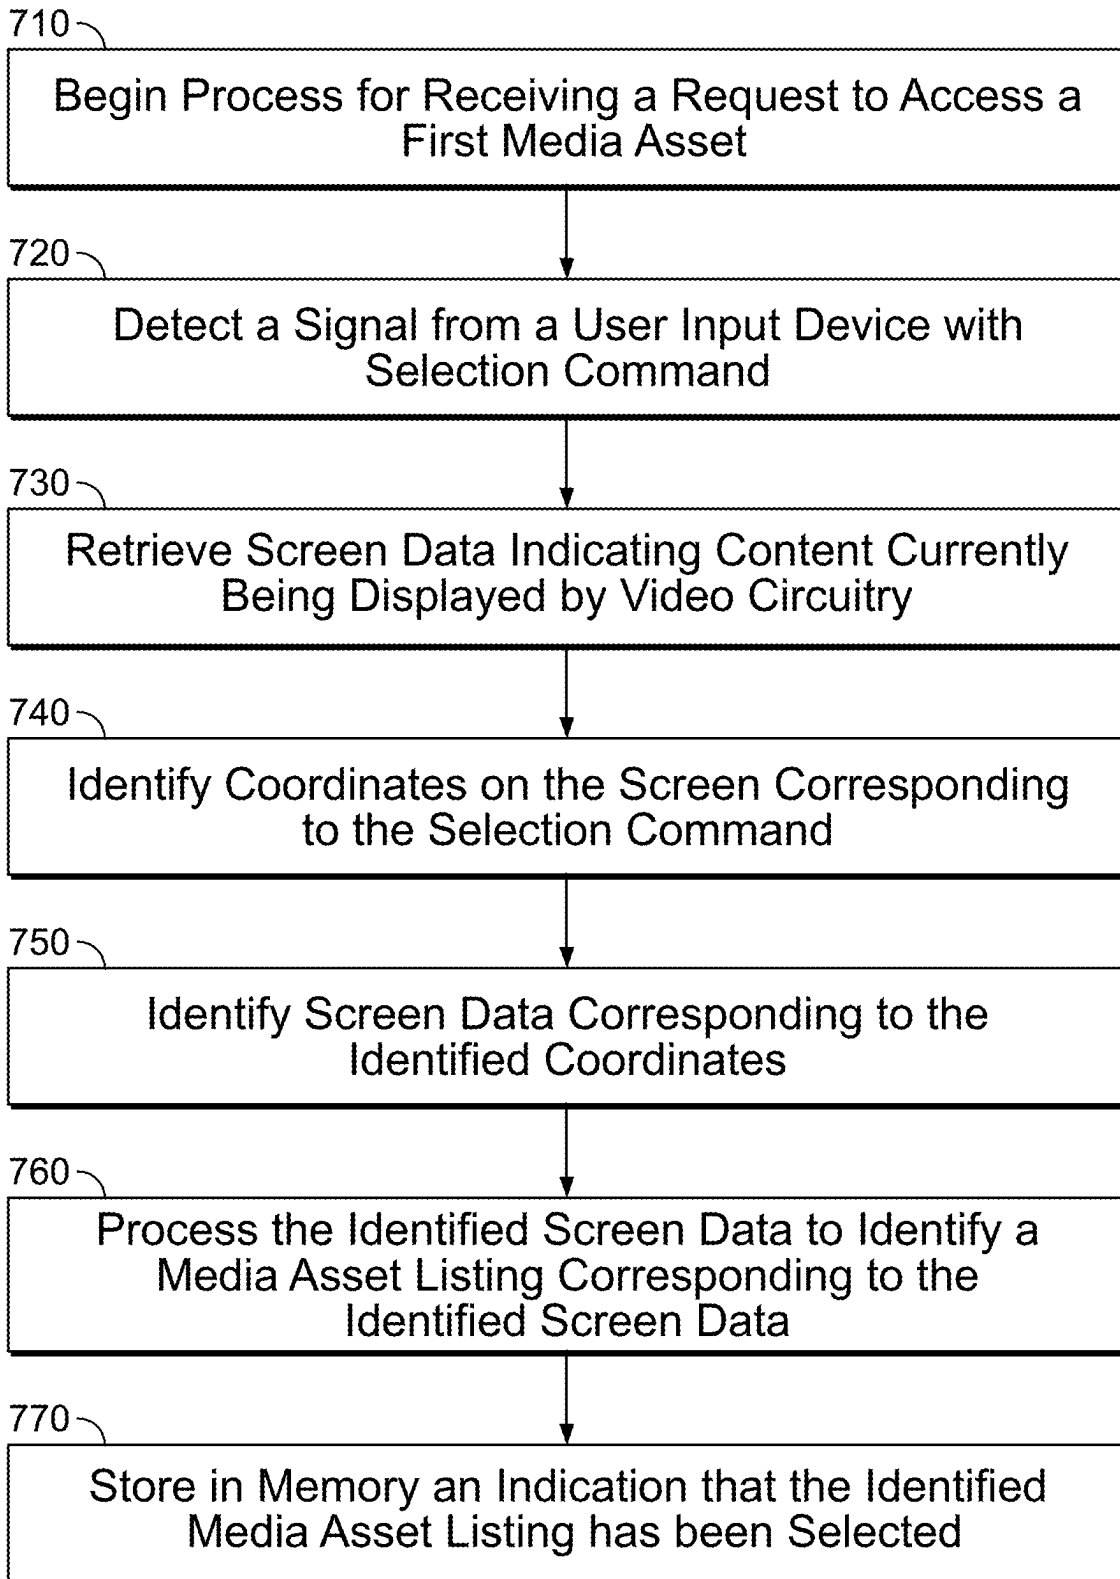 710
Begin Process for Receiving a Request to Access a
First Media Asset
720
Detect a Signal from a User Input Device with
Selection Command
730
Retrieve Screen Data Indicating Content Currently
Being Displayed by Video Circuitry
740
Identify Coordinates on the Screen Corresponding
to the Selection Command
750
Identify Screen Data Corresponding to the
Identified Coordinates
760
Process the Identified Screen Data to Identify a
Media Asset Listing Corresponding to the
Identified Screen Data
770
Store in Memory an Indication that the Identified
Media Asset Listing has been Selected